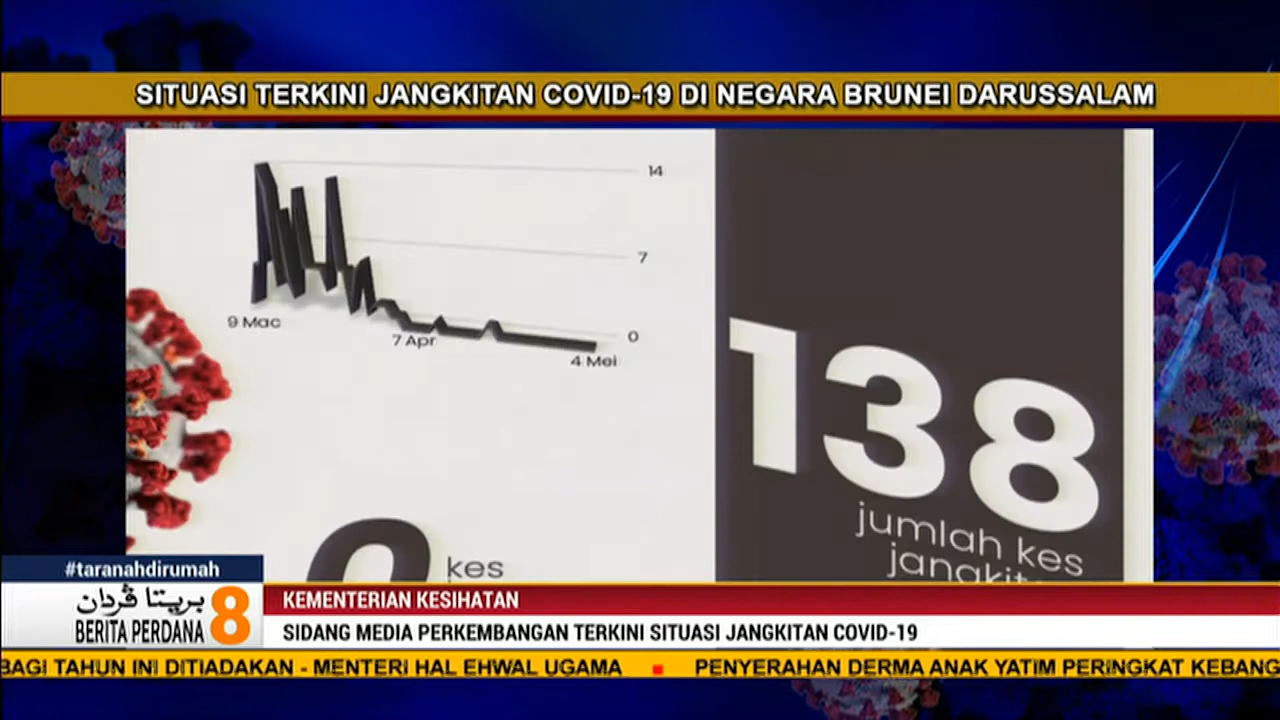 SITUASI TERKINI JANGKITAN COVID-19 DI NEGARA BRUNEI DARUSSALAM
14
7
0
9 Mac
7 Apr
4 Mei
138
jumlah kes
kes
#taranahdirumah
بريتا ڤردان
BERITA PERDANA 8
KEMENTERIAN KESIHATAN
SIDANG MEDIA PERKEMBANGAN TERKINI SITUASI JANGKITAN COVID-19
BAGI TAHUN INI DITIADAKAN - MENTERI HAL EHWAL UGAMA ▪ PENYERAHAN DERMA ANAK YATIM PERINGKAT KEBANG